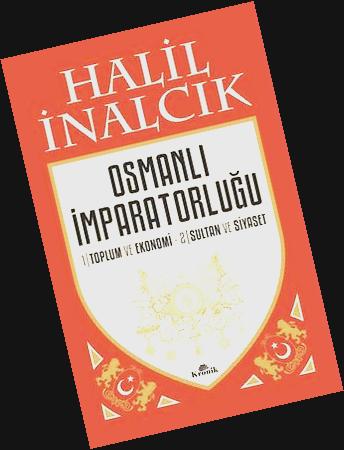 HALİL
İNALCIK
OSMANLI
İMPARATORLUĞU
1|TOPLUM VE EKONOMİ - 2|SULTAN VE SİYASET
Kronik